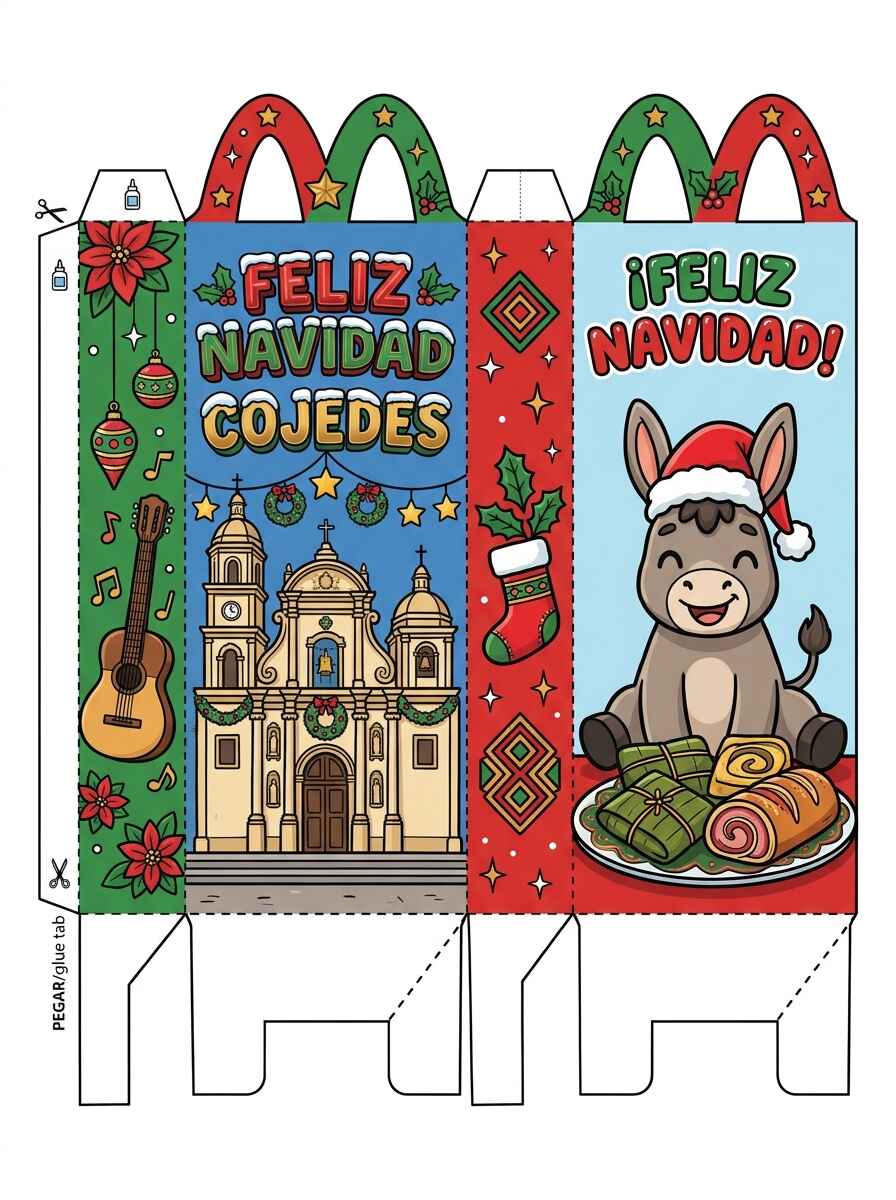 FELIZ
NAVIDAD
COJEDES
¡FELIZ
NAVIDAD!
PEGAR/glue tab